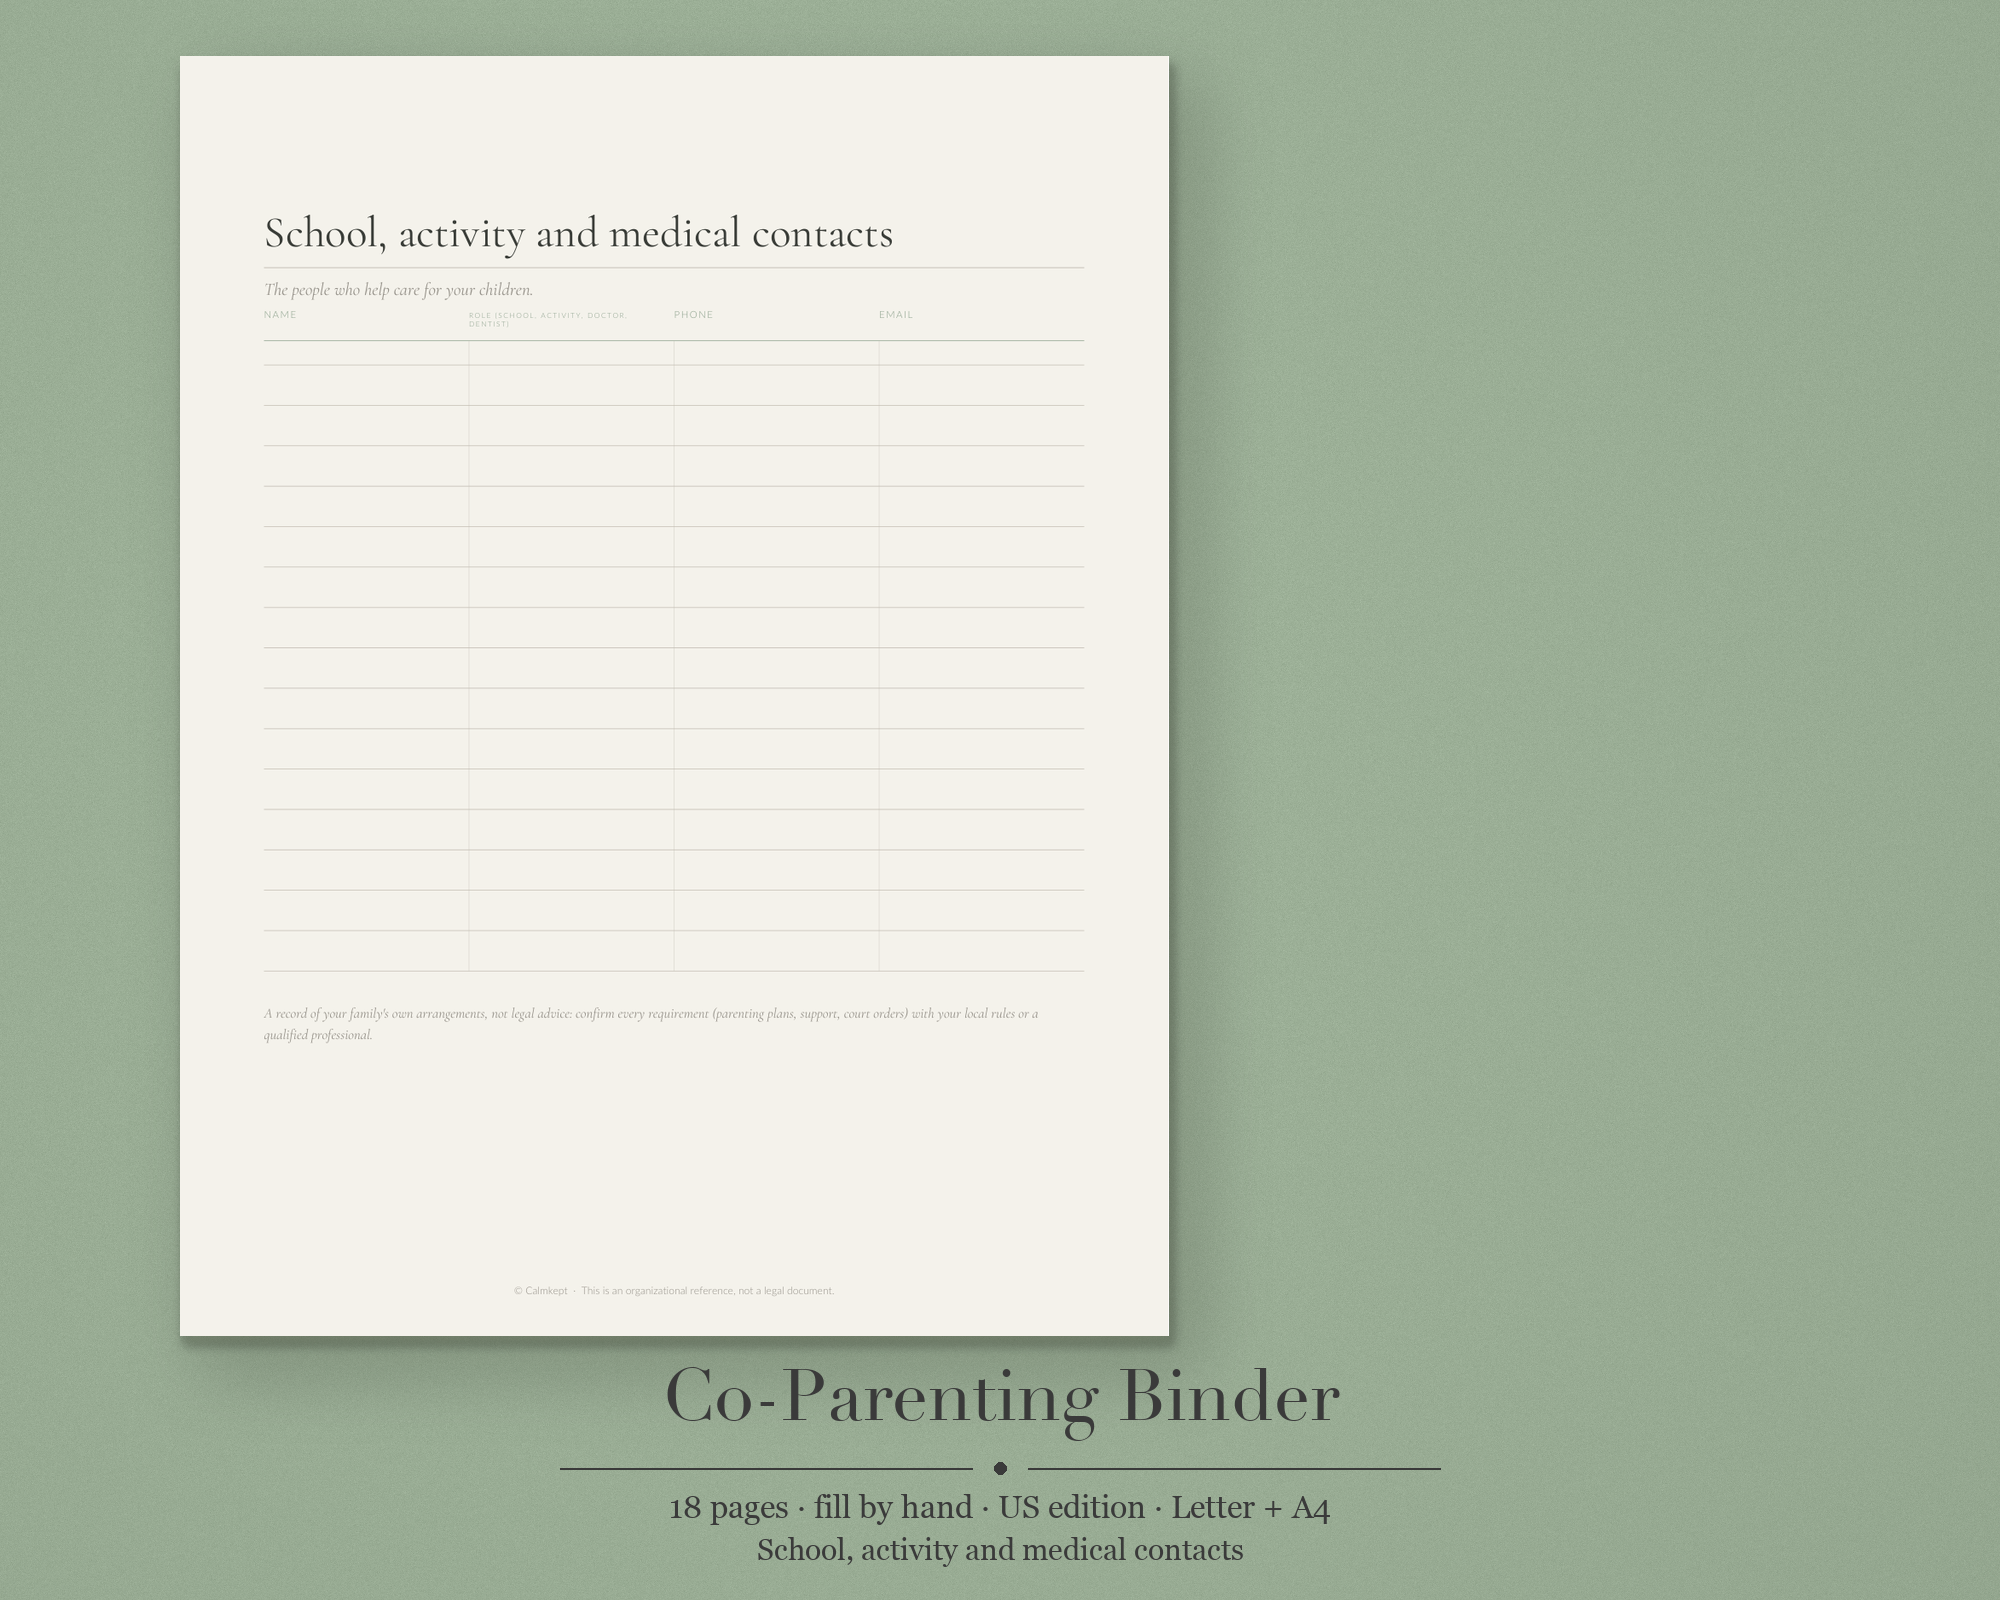 School, activity and medical contacts
The people who help care for your children.
NAME
ROLE (SCHOOL, ACTIVITY, DOCTOR,
DENTIST)
PHONE
EMAIL
A record of your family's own arrangements, not legal advice: confirm every requirement (parenting plans, support, court orders) with your local rules or a
qualified professional.
© Calmkept · This is an organizational reference, not a legal document.
Co-Parenting Binder
18 pages · fill by hand · US edition · Letter + A4
School, activity and medical contacts